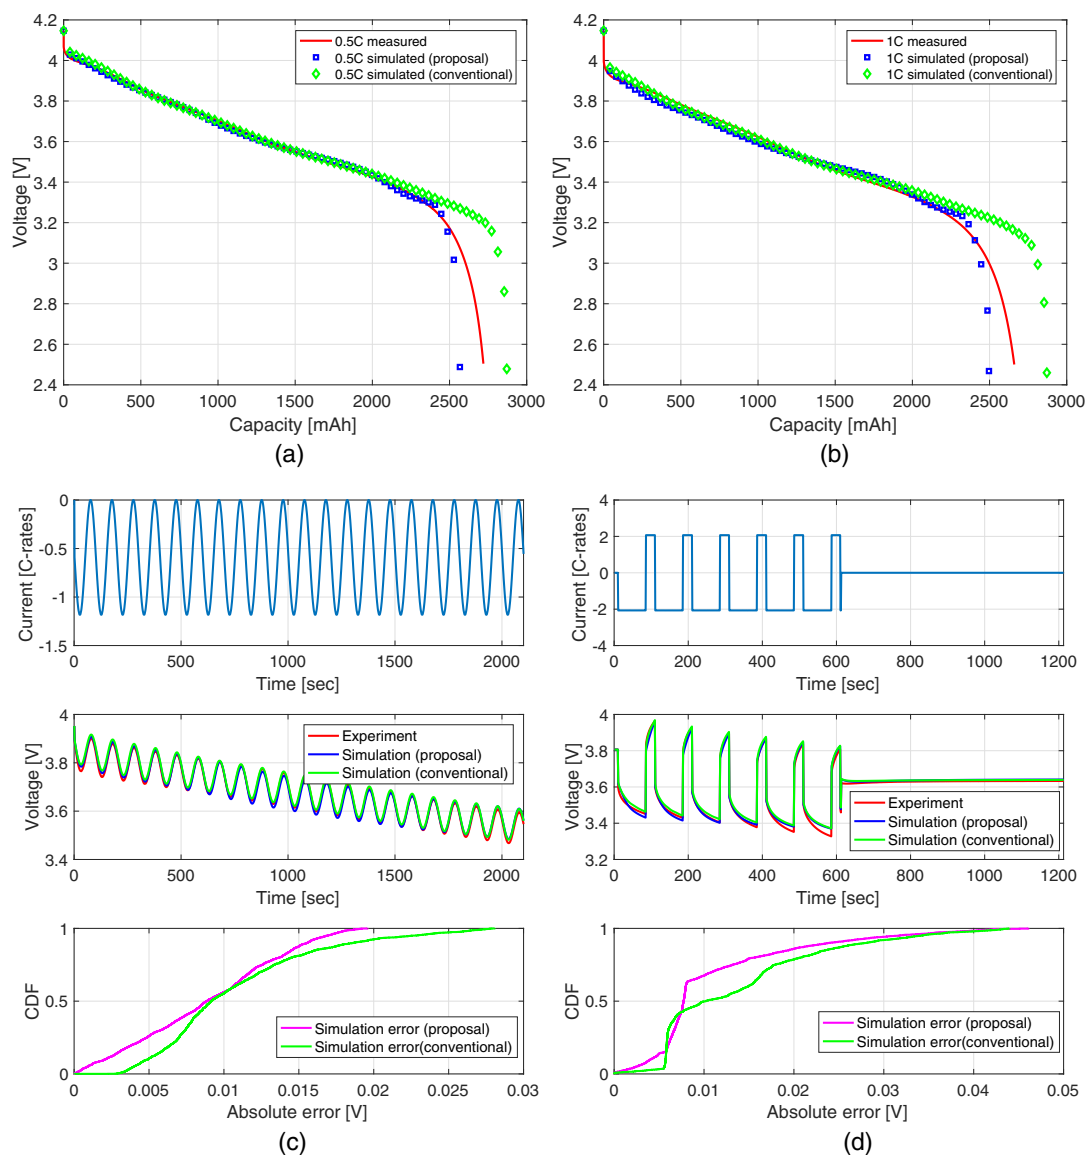 4.2
4
3.8
3.6
3.4
3.2
3
2.8
2.6
2.4
Voltage [V]
0.5C measured
0.5C simulated (proposal)
0.5C simulated (conventional)
0
500
1000
1500
2000
2500
3000
Capacity [mAh]
(a)
4.2
4
3.8
3.6
3.4
3.2
3
2.8
2.6
2.4
Voltage [V]
1C measured
1C simulated (proposal)
1C simulated (conventional)
0
500
1000
1500
2000
2500
3000
Capacity [mAh]
(b)
0
-0.5
-1
-1.5
Current [C-rates]
0
500
1000
1500
2000
Time [sec]
4
3.8
3.6
3.4
Voltage [V]
Experiment
Simulation (proposal)
Simulation (conventional)
0
500
1000
1500
2000
Time [sec]
1
0.5
0
CDF
Simulation error (proposal)
Simulation error(conventional)
0
0.005
0.01
0.015
0.02
0.025
0.03
Absolute error [V]
(c)
4
2
0
-2
-4
Current [C-rates]
0
200
400
600
800
1000
1200
Time [sec]
4
3.8
3.6
3.4
3.2
Voltage [V]
Experiment
Simulation (proposal)
Simulation (conventional)
0
200
400
600
800
1000
1200
Time [sec]
1
0.5
0
CDF
Simulation error (proposal)
Simulation error(conventional)
0
0.01
0.02
0.03
0.04
0.05
Absolute error [V]
(d)